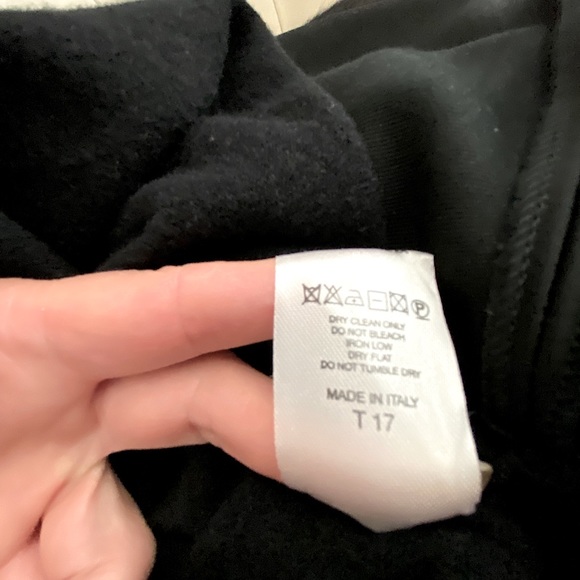 P
DRY CLEAN ONLY
DO NOT BLEACH
IRON LOW
DRY FLAT
DO NOT TUMBLE DRY
MADE IN ITALY
T 17